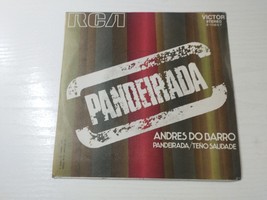 RCA
VICTOR
STEREO
PANDEIRADA
ANDRES DO BARRO
PANDEIRADA/TEÑO SAUDADE